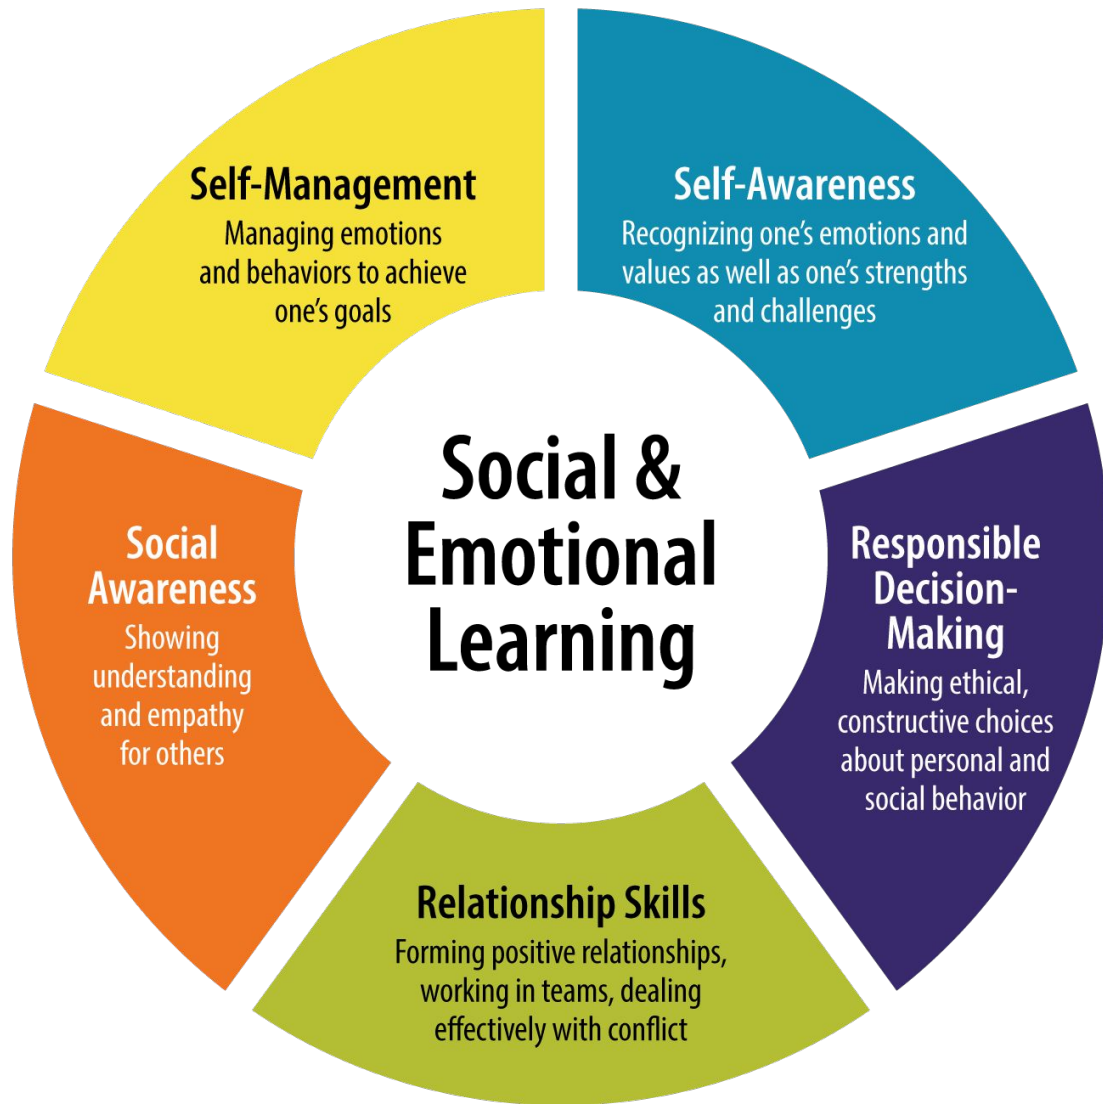 Self-Management
Managing emotions
and behaviors to achieve
one’s goals
Self-Awareness
Recognizing one’s emotions and
values as well as one’s strengths
and challenges
Social &
Emotional
Learning
Social
Awareness
Showing
understanding
and empathy
for others
Responsible
Decision-
Making
Making ethical,
constructive choices
about personal and
social behavior
Relationship Skills
Forming positive relationships,
working in teams, dealing
effectively with conflict